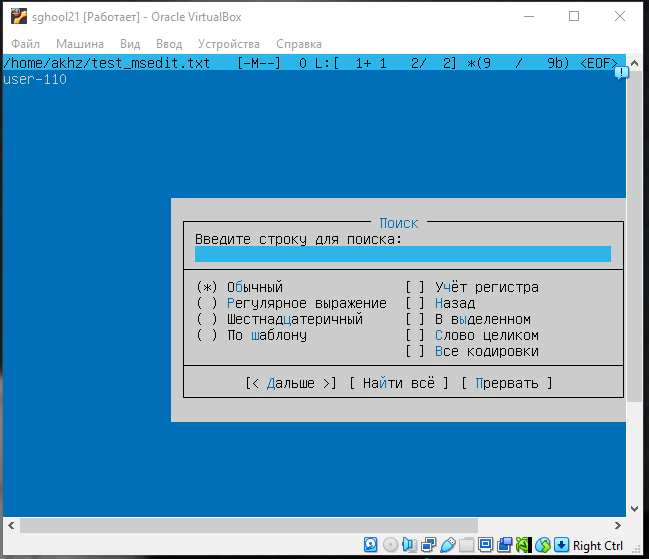 sghool21 [Работает] - Oracle VirtualBox
Файл Машина Вид Ввод Устройства Справка
/home/akhz/test_msedit.txt [-M--] 0 L:[ 1+ 1 2/ 2] *(9 / 9b) <EOF>
user-110
Поиск
Введите строку для поиска:
(*) Обычный [ ] Учёт регистра
( ) Регулярное выражение [ ] Назад
( ) Шестнадцатеричный [ ] В выделенном
( ) По шаблону [ ] Слово целиком
[ ] Все кодировки
[< Дальше >] [ Найти всё ] [ Прервать ]
Right Ctrl